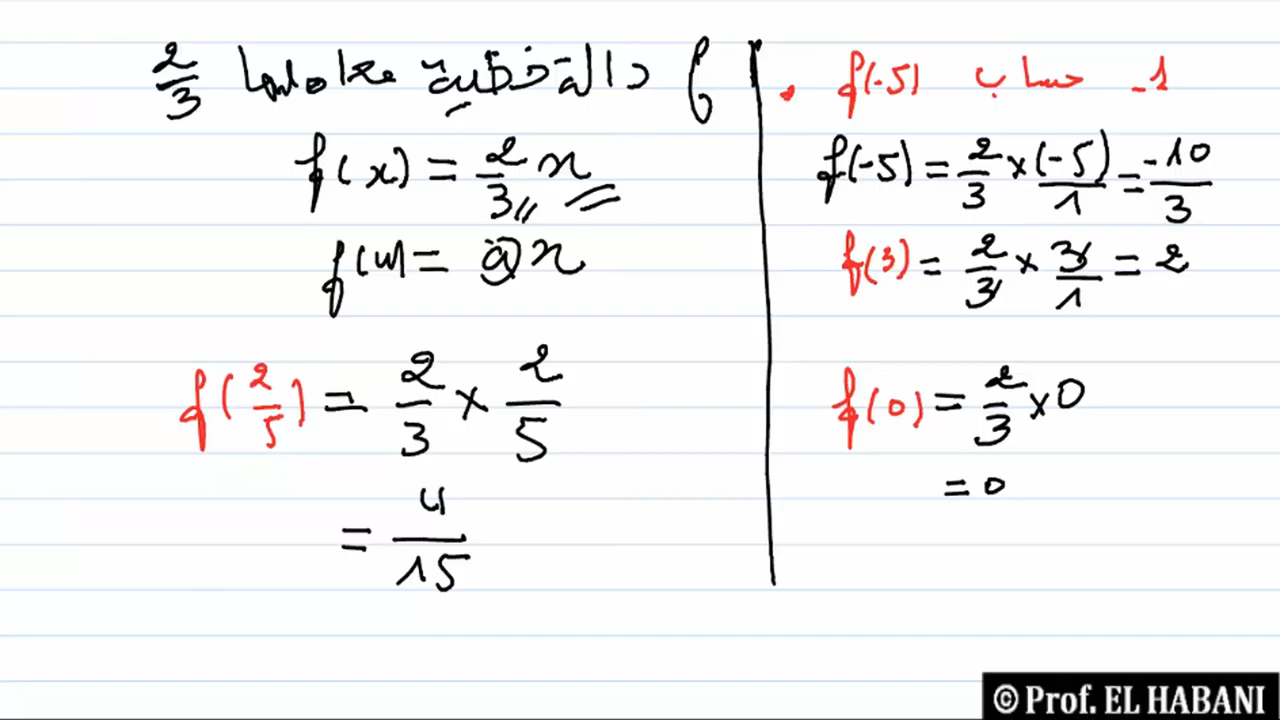 f دالة خطية معاملها 2/3
f(x) = 2/3 x
f(x) = a x
f(2/5) = 2/3 × 2/5
= 4/15
1- حساب f(-5).
f(-5) = 2/3 × (-5)/1 = -10/3
f(3) = 2/3 × 3/1 = 2
f(0) = 2/3 × 0
= 0
© Prof. EL HABANI